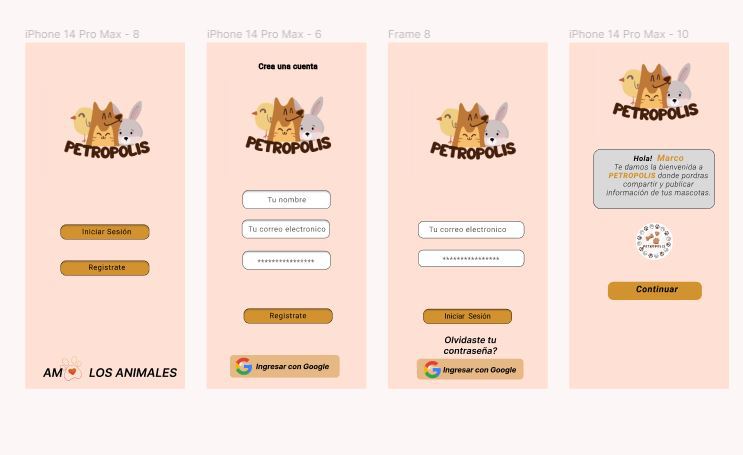 iPhone 14 Pro Max - 8
PETROPOLIS
Iniciar Sesión
Registrate
AM LOS ANIMALES
iPhone 14 Pro Max - 6
Crea una cuenta
PETROPOLIS
Tu nombre
Tu correo electronico
****************
Registrate
Ingresar con Google
Frame 8
PETROPOLIS
Tu correo electronico
****************
Iniciar Sesión
Olvidaste tu
contraseña?
Ingresar con Google
iPhone 14 Pro Max - 10
PETROPOLIS
Hola! Marco
Te damos la bienvenida a
PETROPOLIS donde pordras
compartir y publicar
información de tus mascotas.
PETROPOLIS
Continuar